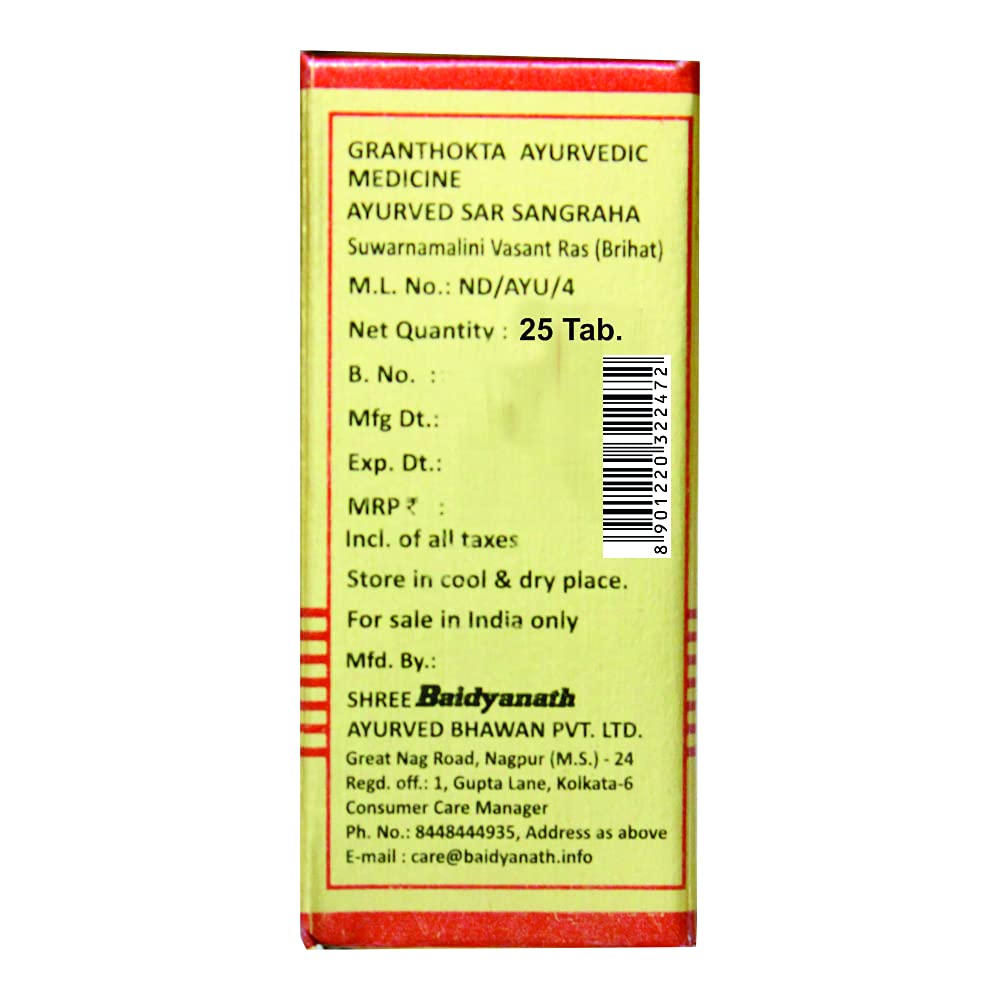 GRANTHOKTA AYURVEDIC
MEDICINE
AYURVED SAR SANGRAHA
Suwarnamalini Vasant Ras (Brihat)
M.L. No.: ND/AYU/4
Net Quantity : 25 Tab.
B. No. :
Mfg Dt.:
Exp. Dt.:
MRP ₹ :
Incl. of all taxes
Store in cool & dry place.
For sale in India only
Mfd. By.:
SHREE Baidyanath
AYURVED BHAWAN PVT. LTD.
Great Nag Road, Nagpur (M.S.) - 24
Regd. off.: 1, Gupta Lane, Kolkata-6
Consumer Care Manager
Ph. No.: 8448444935, Address as above
E-mail : care@baidyanath.info
8 901220 322472